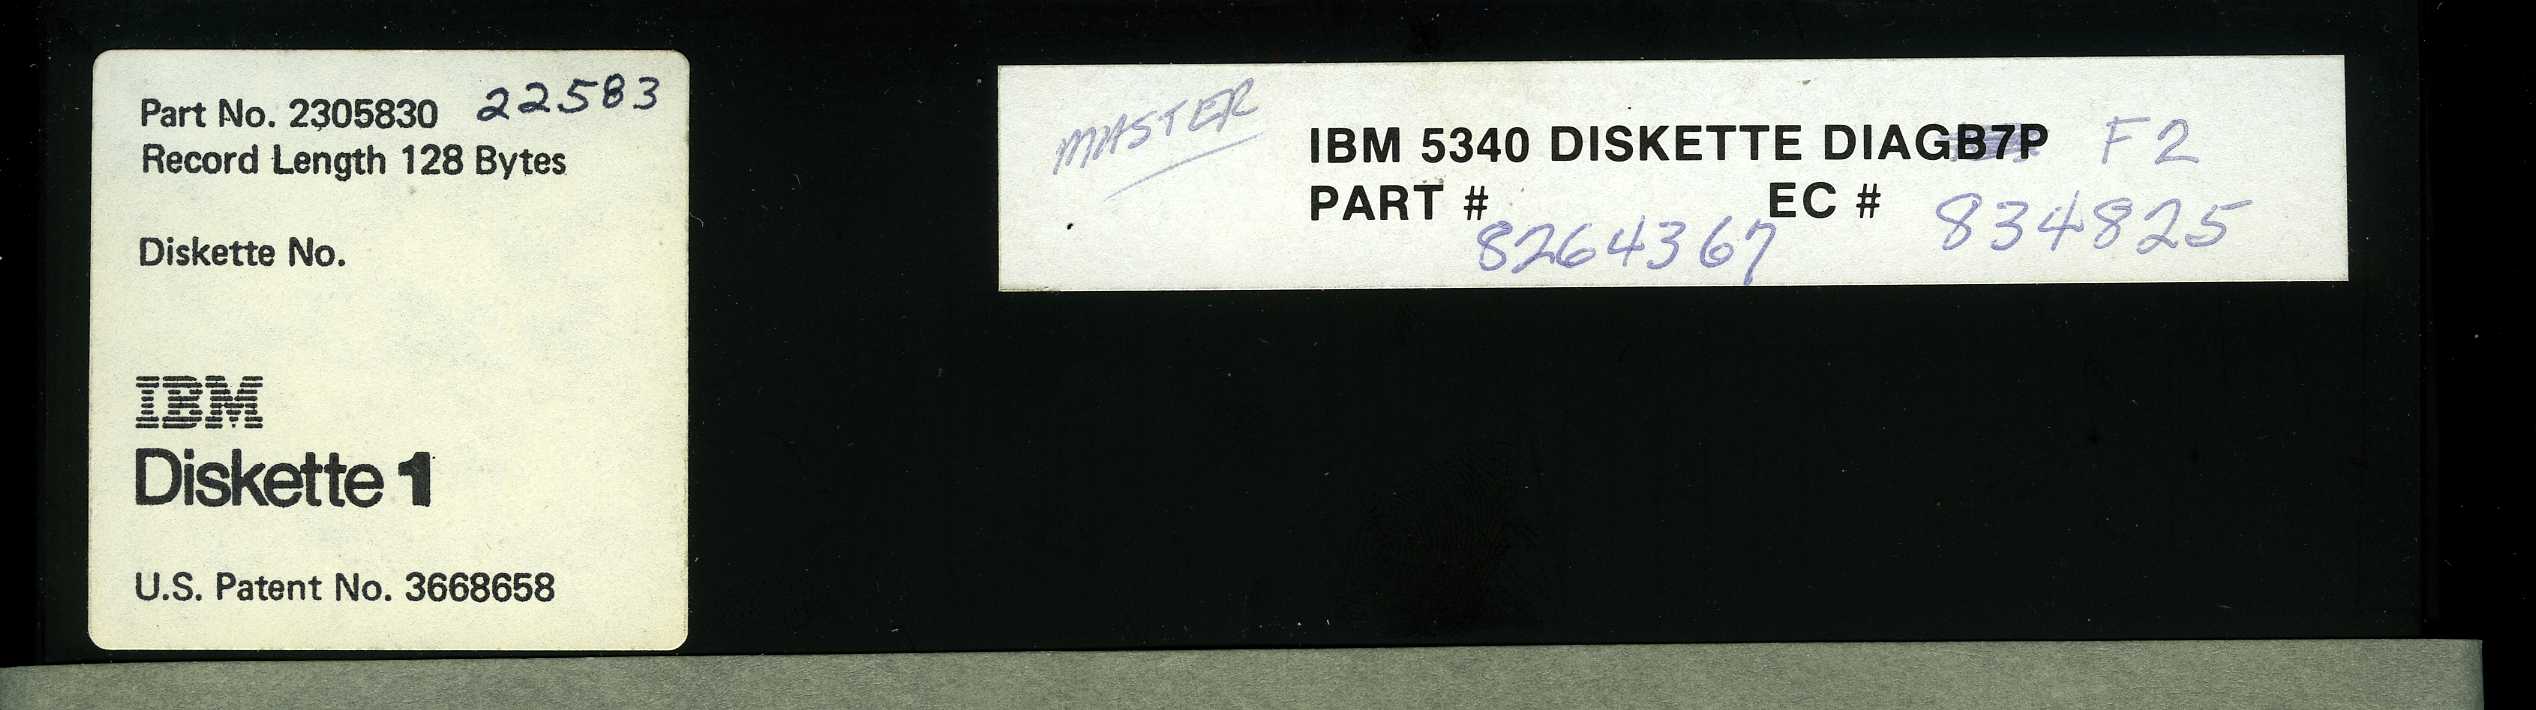 Part No. 2305830 22583
Record Length 128 Bytes
Diskette No.
IBM
Diskette 1
U.S. Patent No. 3668658
MASTER
IBM 5340 DISKETTE DIAGB7P F2
PART # EC #
8264367 834825